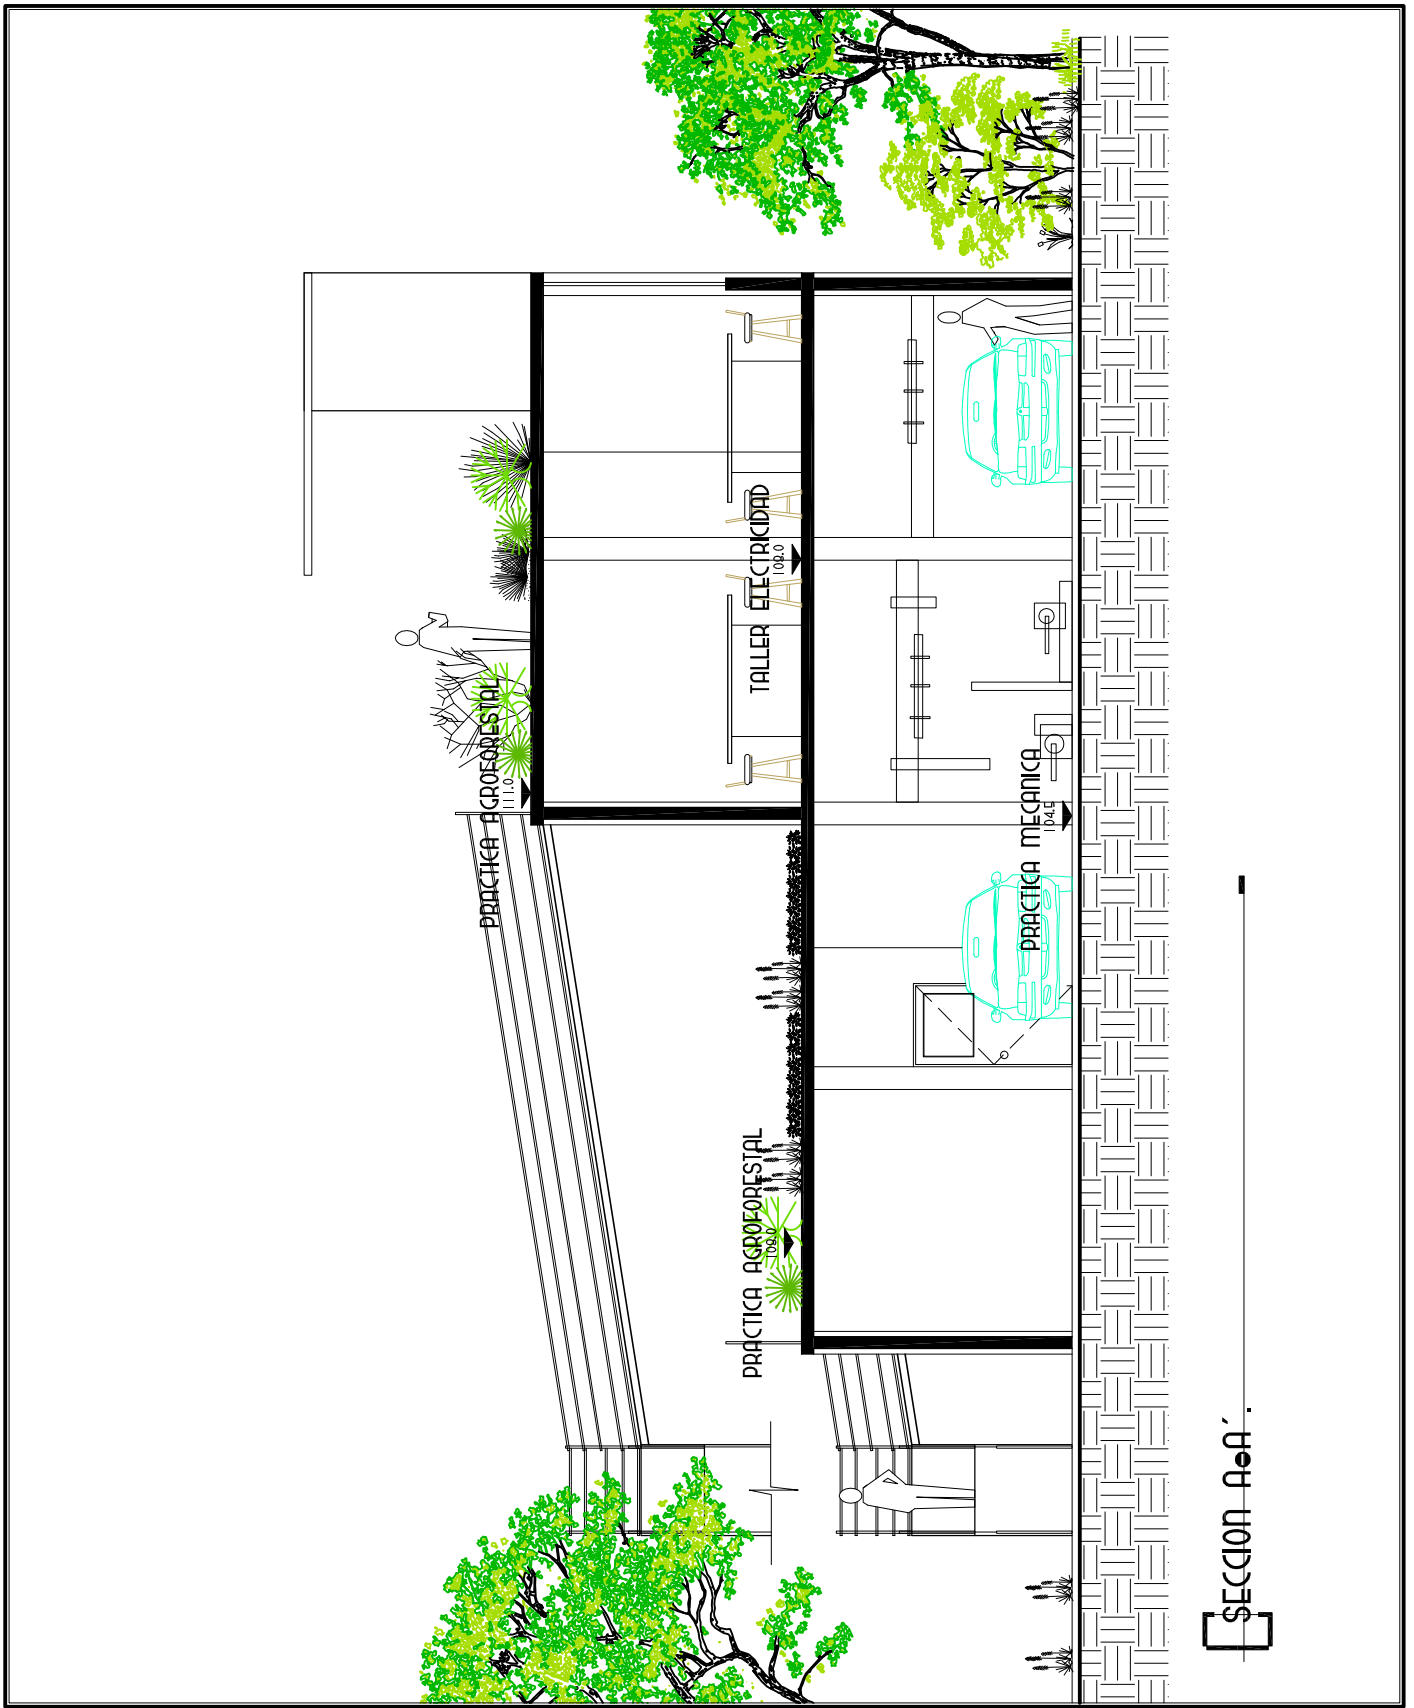 PRACTICA AGROFORESTAL
111.0
TALLER ELECTRICIDAD
108.0
PRACTICA AGROFORESTAL
108.0
PRACTICA MECANICA
104.5
SECCION A-A´.